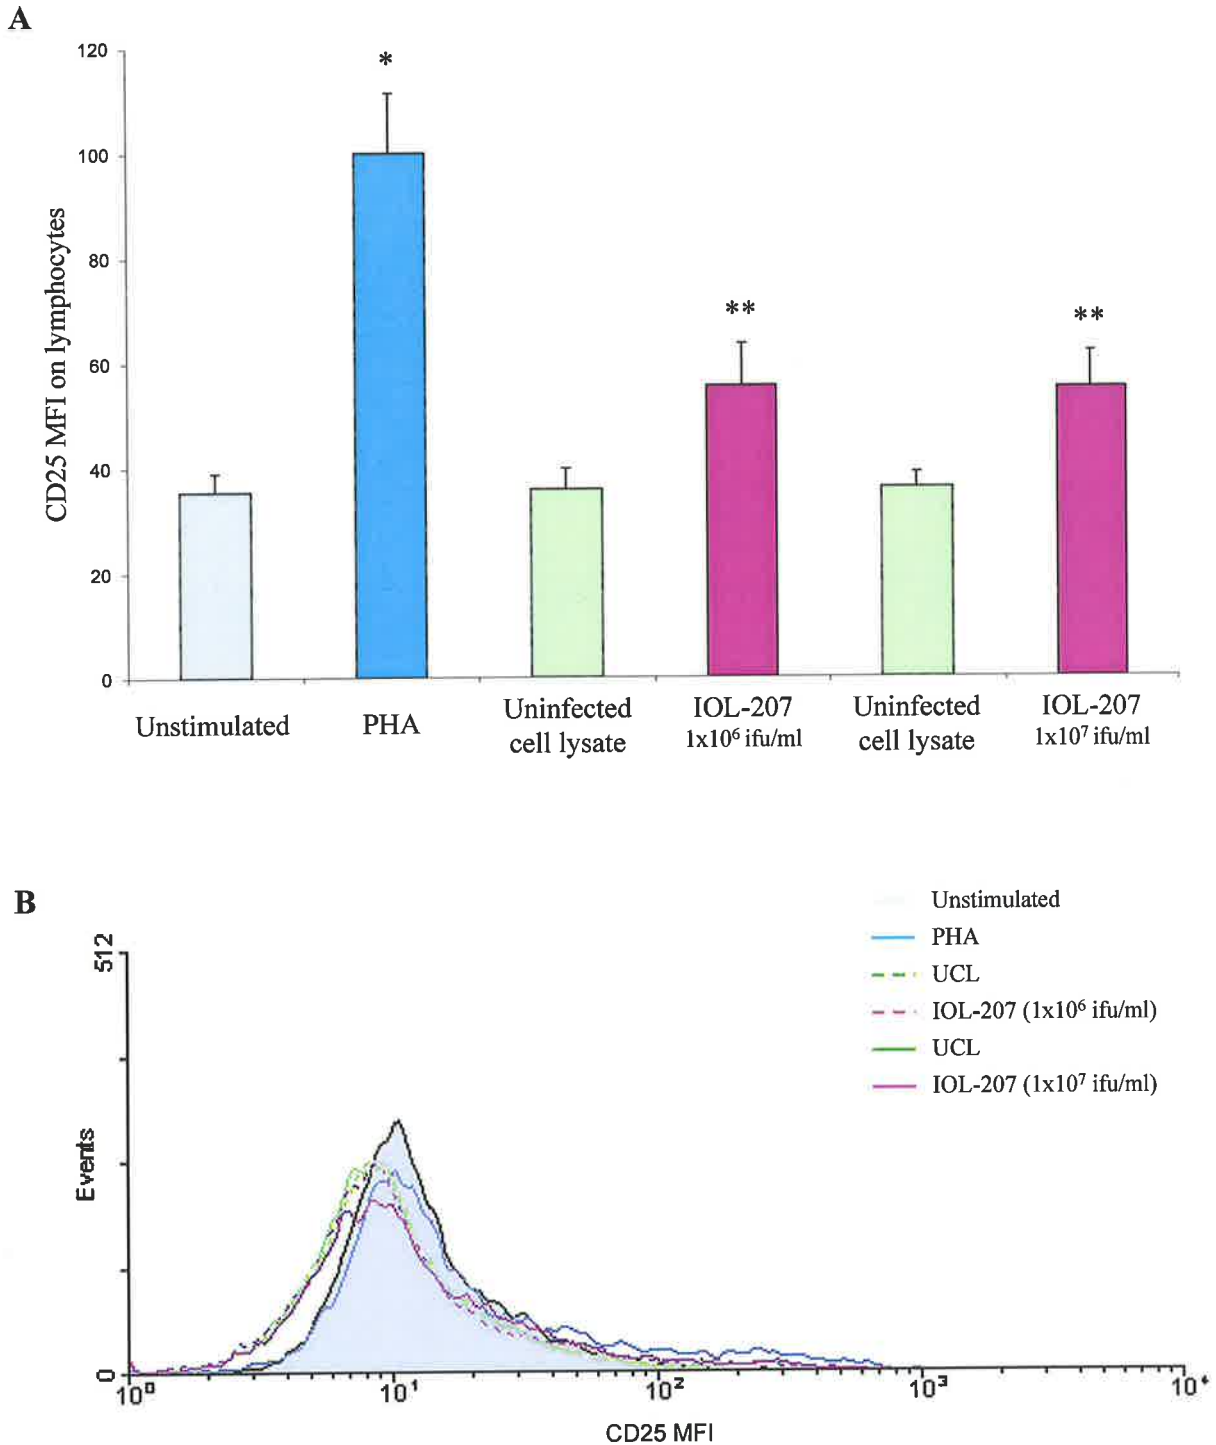 A
120
*
100
80
**
**
60
40
20
0
CD25 MFI on lymphocytes
Unstimulated
PHA
Uninfected
cell lysate
IOL-207
1x10⁶ ifu/ml
Uninfected
cell lysate
IOL-207
1x10⁷ ifu/ml
B
Unstimulated
PHA
UCL
IOL-207 (1x10⁶ ifu/ml)
UCL
IOL-207 (1x10⁷ ifu/ml)
512
Events
0
10⁰
10¹
10²
10³
10⁴
CD25 MFI